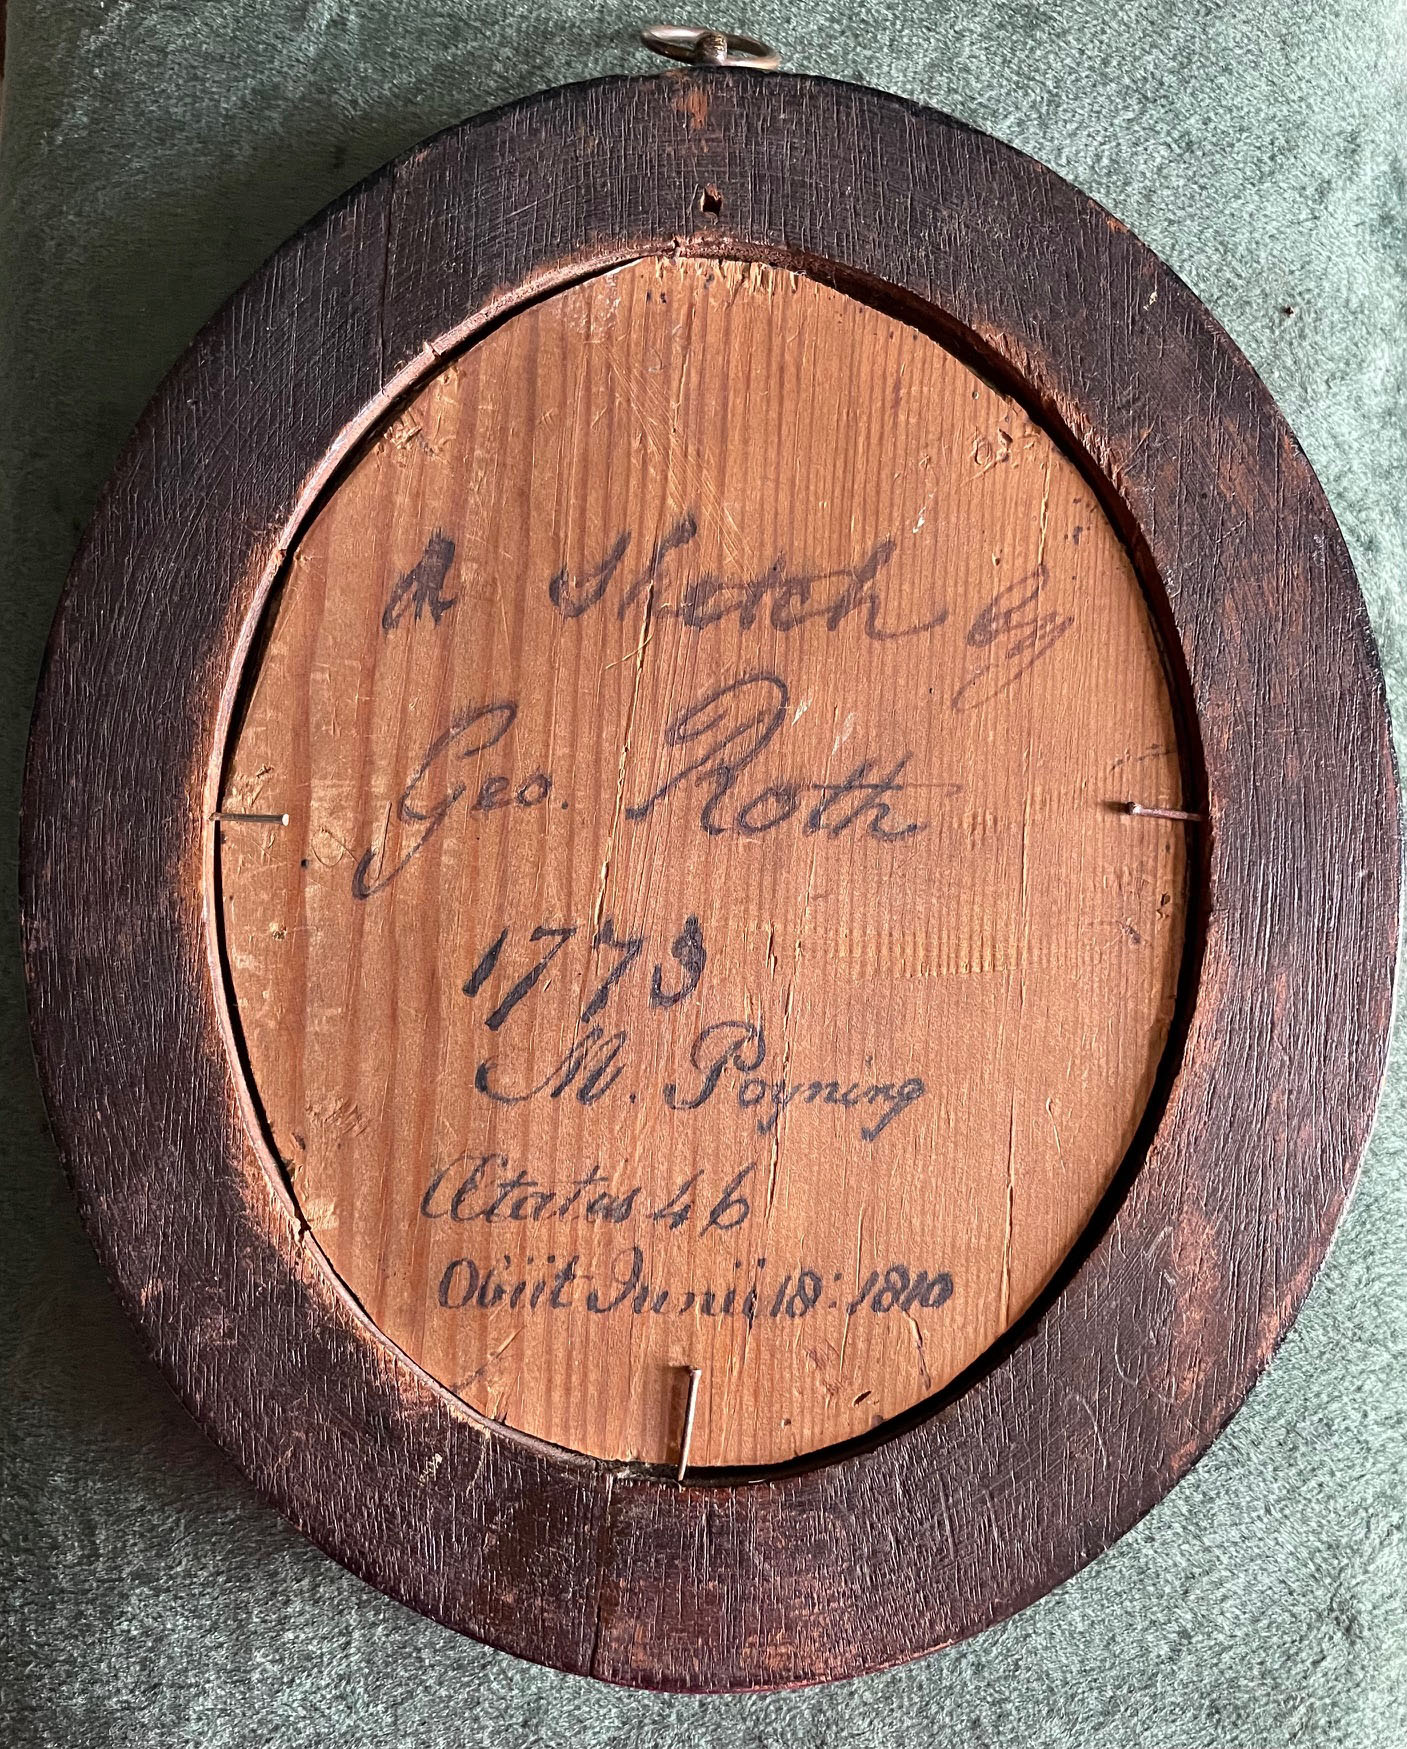 A Sketch by
Geo. Roth
1773
M. Poyning
Ætatis 46
Obiit Junii 18: 1810